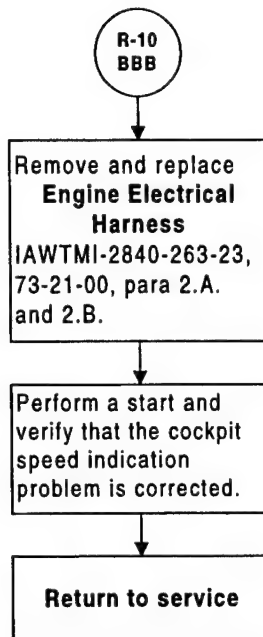 R-10
BBB
Remove and replace
Engine Electrical
Harness
IAWTMI-2840-263-23,
73-21-00, para 2.A.
and 2.B.
Perform a start and
verify that the cockpit
speed indication
problem is corrected.
Return to service